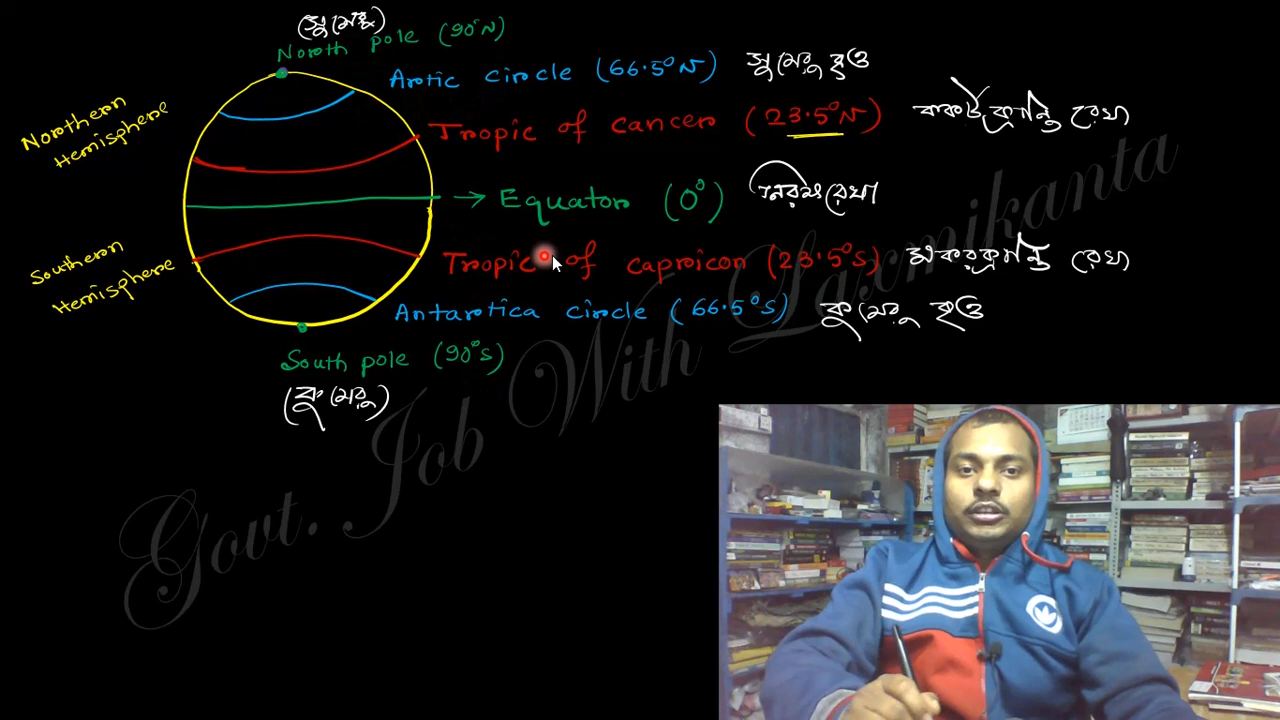 (সুমেরু)
North pole (90°N)
Arctic circle (66.5°N) সুমেরু বৃত্ত
Northern
Hemisphere
Tropic of cancer (23.5°N) কর্কটক্রান্তি রেখা
→ Equator (0°) নিরক্ষরেখা
Southern
Hemisphere
Tropic of capricon (23.5°S) মকরক্রান্তি রেখা
Antarctica circle (66.5°S) কুমেরু বৃত্ত
South pole (90°S)
(কুমেরু)
Govt. Job With Laxmikanta